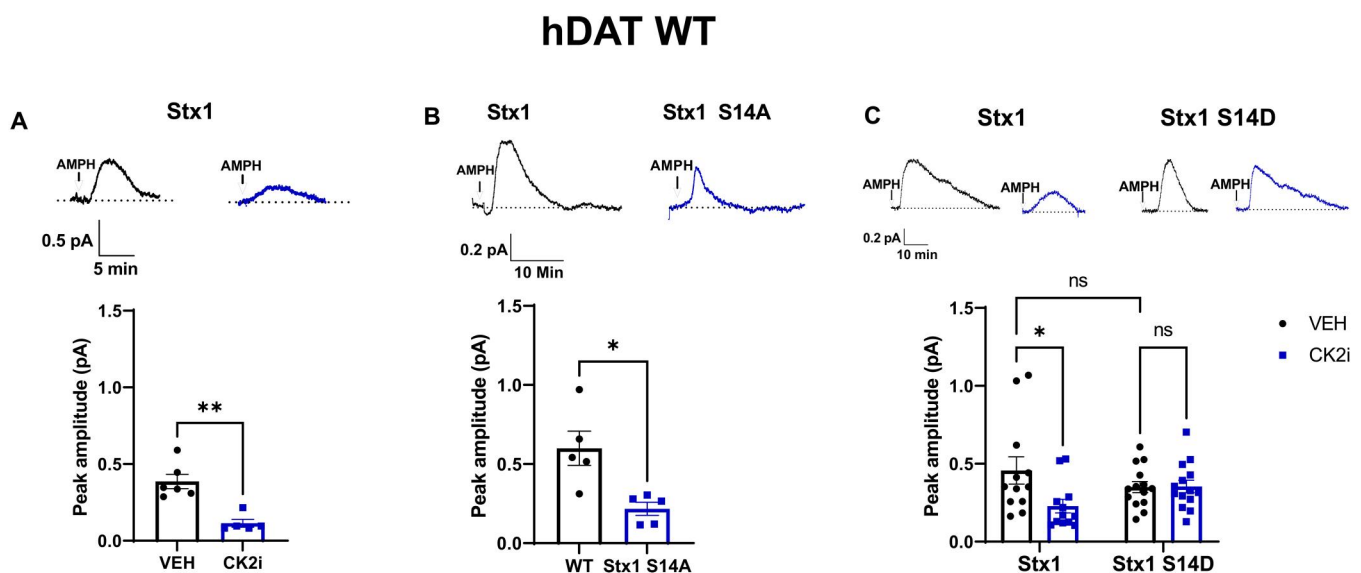 hDAT WT
A
Stx1
AMPH
AMPH
0.5 pA
5 min
1.5
1.0
0.5
0.0
Peak amplitude (pA)
**
VEH
CK2i
B
Stx1
Stx1 S14A
AMPH
AMPH
0.2 pA
10 Min
1.5
1.0
0.5
0.0
Peak amplitude (pA)
*
WT
Stx1 S14A
C
Stx1
Stx1 S14D
AMPH
AMPH
AMPH
AMPH
0.2 pA
10 min
1.5
1.0
0.5
0.0
Peak amplitude (pA)
ns
*
ns
Stx1
Stx1 S14D
VEH
CK2i